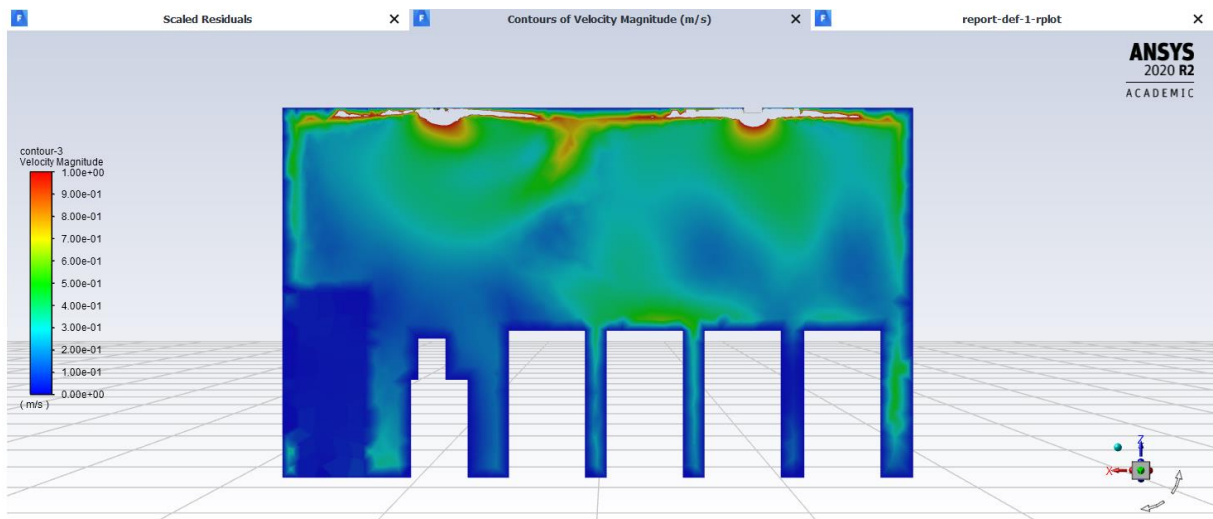 Scaled Residuals
Contours of Velocity Magnitude (m/s)
report-def-1-rplot
ANSYS
2020 R2
ACADEMIC
contour-3
Velocity Magnitude
1.00e+00
9.00e-01
8.00e-01
7.00e-01
6.00e-01
5.00e-01
4.00e-01
3.00e-01
2.00e-01
1.00e-01
0.00e+00
( m/s )
Z
X